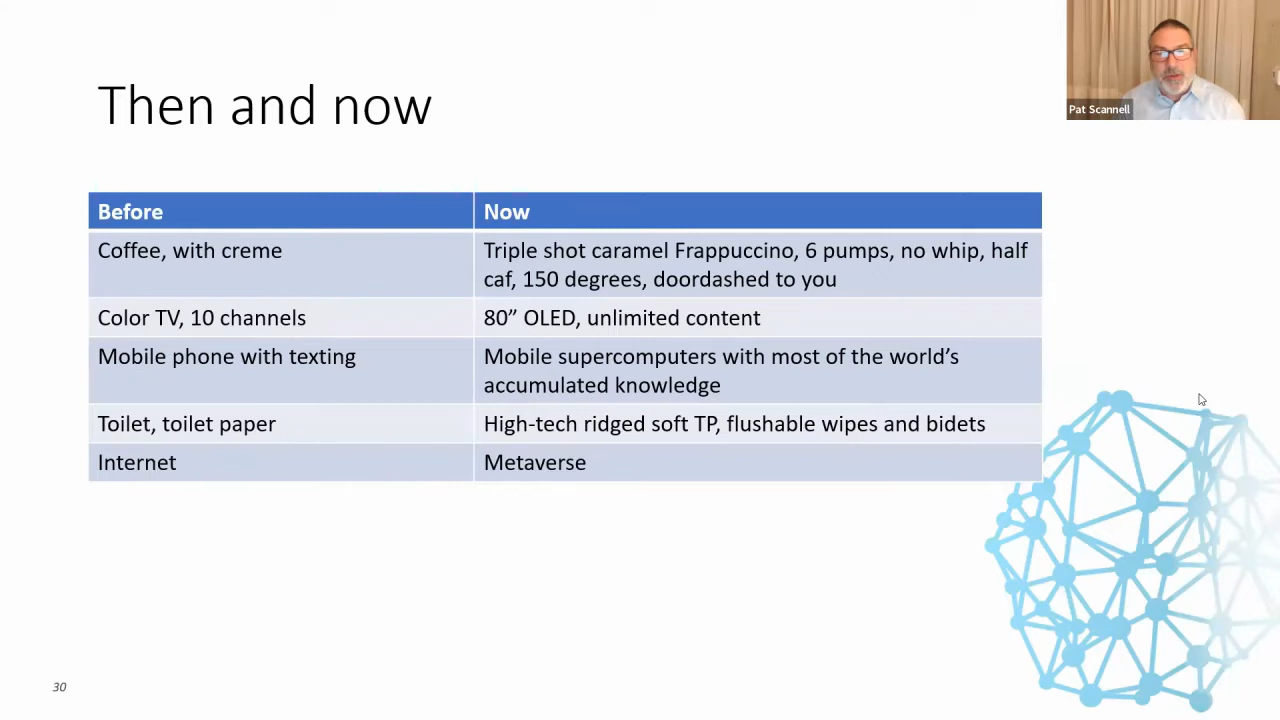 Then and now
Pat Scannell
Before
Now
Coffee, with creme
Triple shot caramel Frappuccino, 6 pumps, no whip, half
caf, 150 degrees, doordashed to you
Color TV, 10 channels
80” OLED, unlimited content
Mobile phone with texting
Mobile supercomputers with most of the world’s
accumulated knowledge
Toilet, toilet paper
High-tech ridged soft TP, flushable wipes and bidets
Internet
Metaverse
30